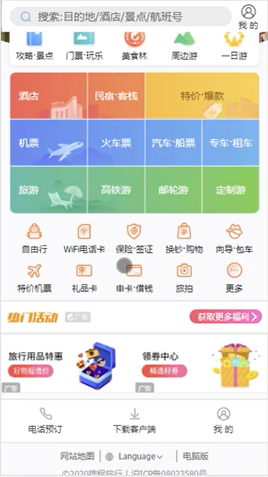 搜索:目的地/酒店/景点/航班号
我的
攻略·景点 门票·玩乐 美食林 周边游 一日游
酒店 民宿·客栈 特价·爆款
机票 火车票 汽车·船票 专车·租车
旅游 高铁游 邮轮游 定制游
自由行 WiFi电话卡 保险·签证 换钞·购物 向导·包车
特价机票 礼品卡 申卡·借钱 旅拍 更多
热门活动 广告 获取更多福利
旅行用品特惠 领券中心
好物超值价 精选好券
广告 广告
电话预订 下载客户端 我的
网站地图 Language 电脑版
©2020携程旅行 | 沪ICP备08023580号